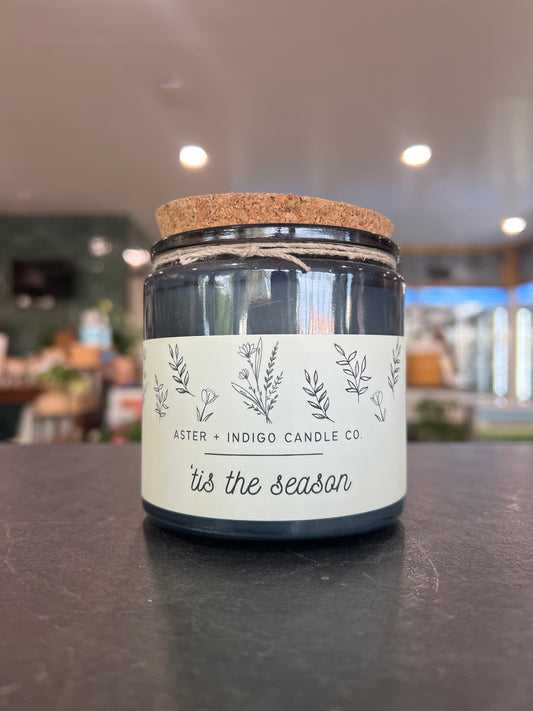 ASTER + INDIGO CANDLE CO.
'tis the season